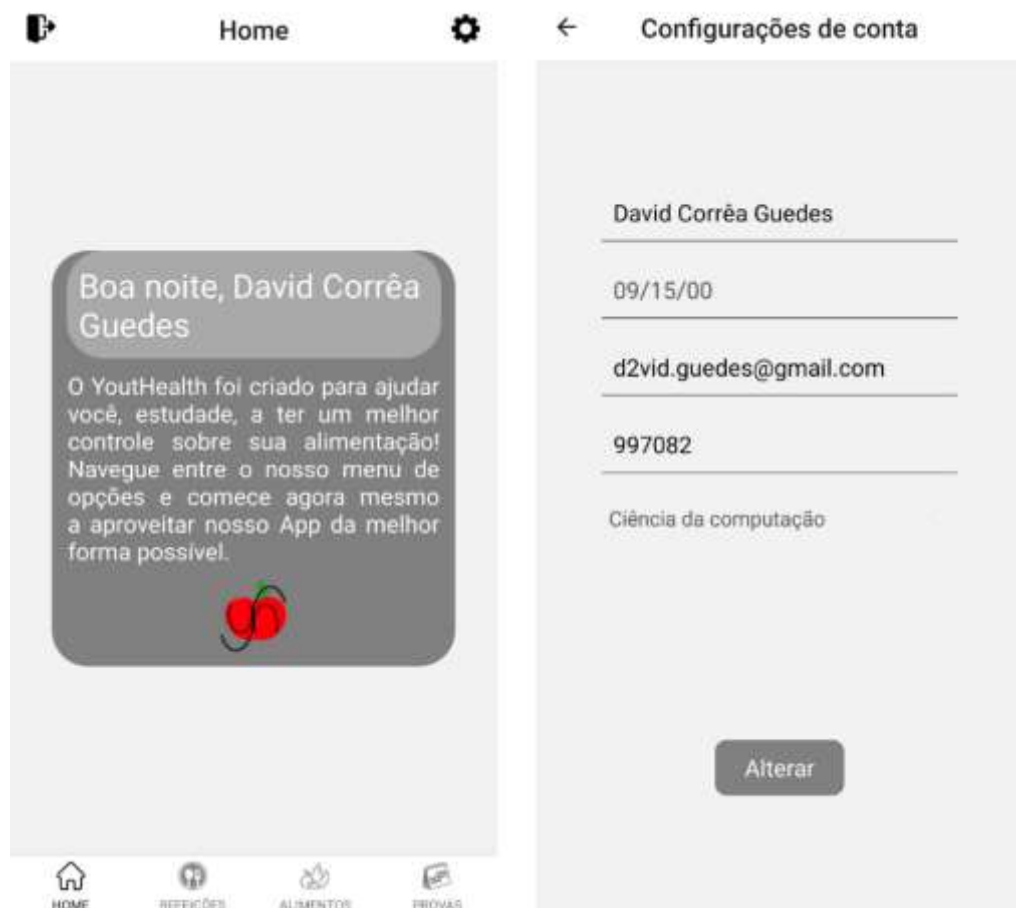 Home
Boa noite, David Corrêa
Guedes
O YoutHealth foi criado para ajudar
você, estudade, a ter um melhor
controle sobre sua alimentação!
Navegue entre o nosso menu de
opções e comece agora mesmo
a aproveitar nosso App da melhor
forma possível.
HOME
REFEIÇÕES
ALIMENTOS
PROVAS
Configurações de conta
David Corrêa Guedes
09/15/00
d2vid.guedes@gmail.com
997082
Ciência da computação
Alterar